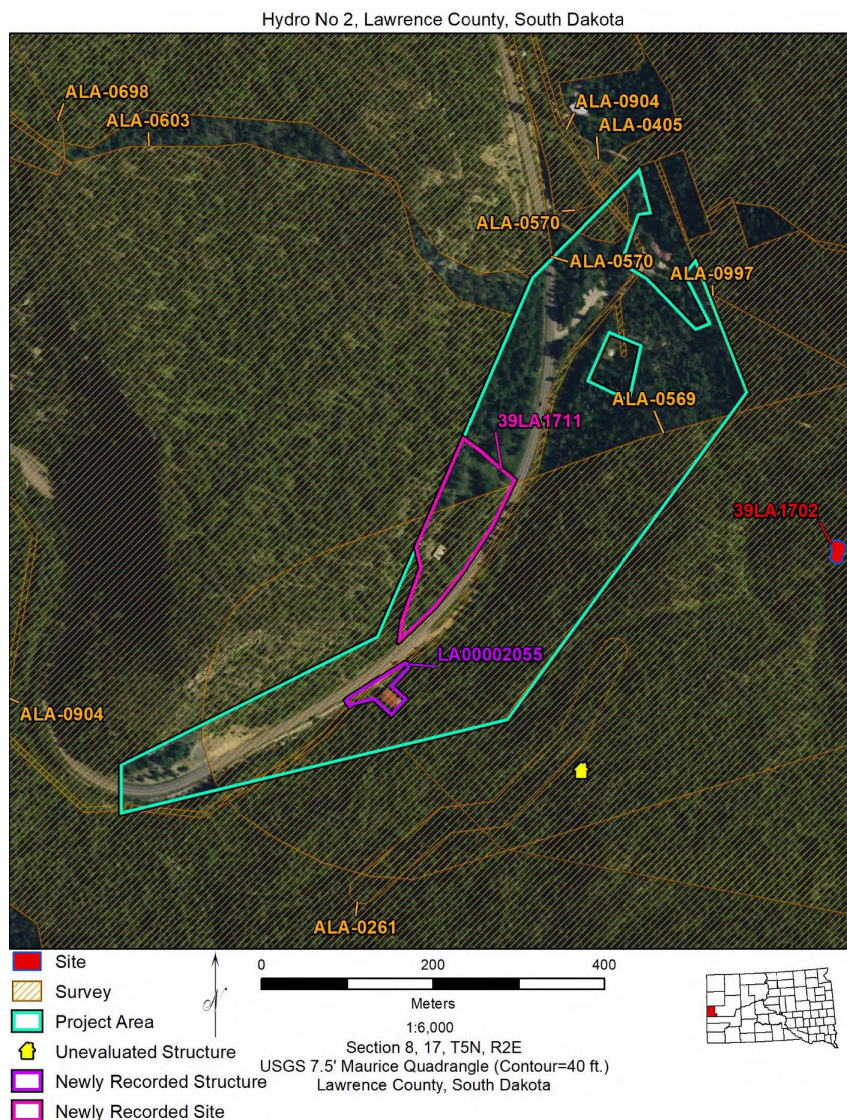 Hydro No 2, Lawrence County, South Dakota
ALA-0698
ALA-0904
ALA-0603
ALA-0405
ALA-0570
ALA-0570
ALA-0997
ALA-0569
39LA1711
39LA1702
LA00002055
ALA-0904
ALA-0261
Site
Survey
Project Area
Unevaluated Structure
Newly Recorded Structure
Newly Recorded Site
N
0 200 400
Meters
1:6,000
Section 8, 17, T5N, R2E
USGS 7.5' Maurice Quadrangle (Contour=40 ft.)
Lawrence County, South Dakota